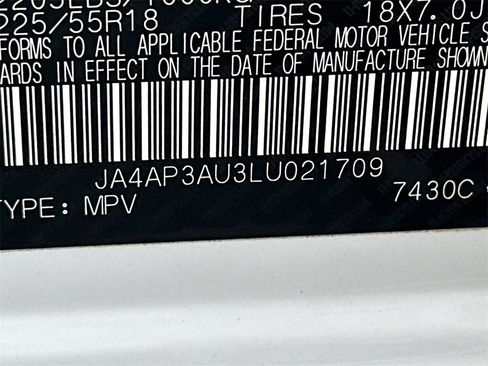 225/55R18 TIRES 18X7.0J
FORMS TO ALL APPLICABLE FEDERAL MOTOR VEHICLE S
ARDS IN EFFECT ON THE DATE OF MANUFACTURE SHOWN
JA4AP3AU3LU021709
TYPE: MPV 7430C